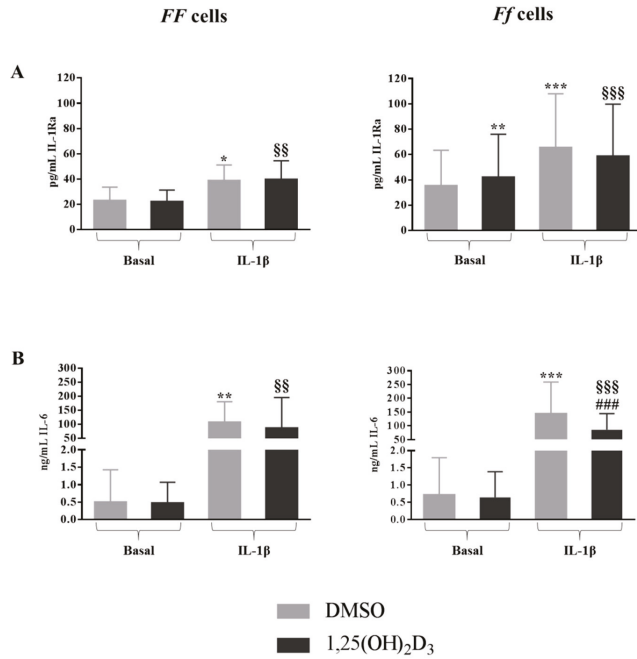 FF cells
Ff cells
A
pg/mL IL-1Ra
120
100
80
60
40
20
0
*
§§
Basal
IL-1β
pg/mL IL-1Ra
120
100
80
60
40
20
0
**
***
§§§
Basal
IL-1β
B
ng/mL IL-6
300
250
200
150
100
50
2.0
1.5
1.0
0.5
0.0
**
§§
Basal
IL-1β
ng/mL IL-6
300
250
200
150
100
50
2.0
1.5
1.0
0.5
0.0
***
§§§
###
Basal
IL-1β
DMSO
1,25(OH)₂D₃